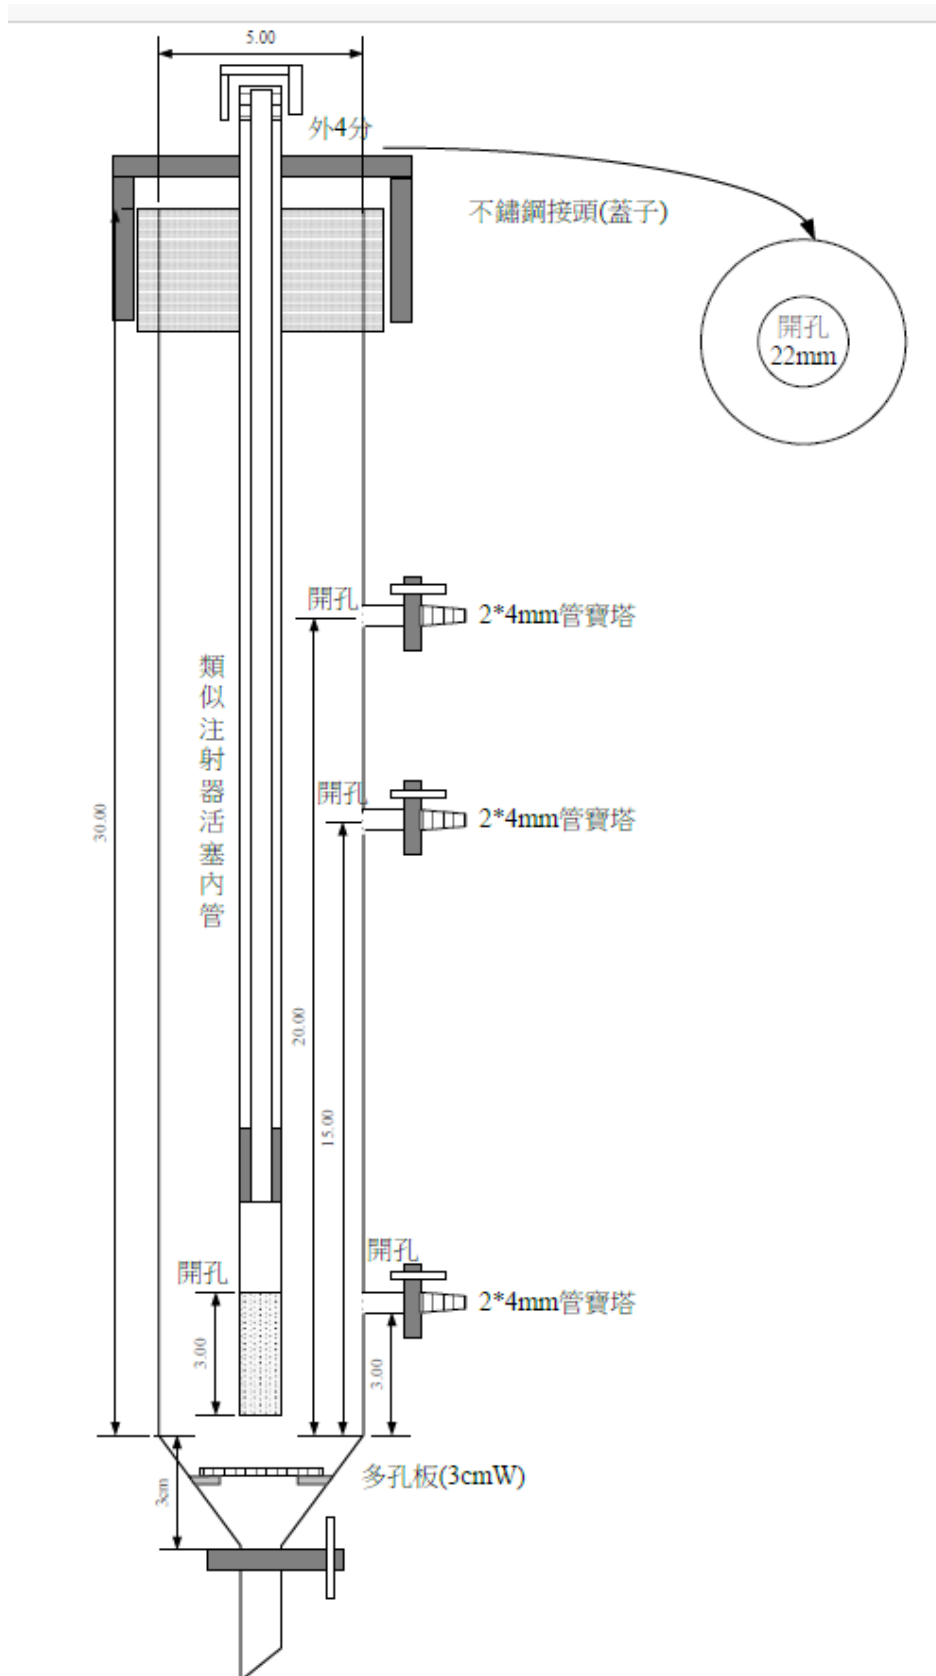 5.00
外4分
不鏽鋼接頭(蓋子)
開孔
22mm
開孔
2*4mm管寶塔
類似注射器活塞內管
開孔
2*4mm管寶塔
30.00
20.00
15.00
開孔
開孔
2*4mm管寶塔
3.00
3.00
多孔板(3cmW)
3cm